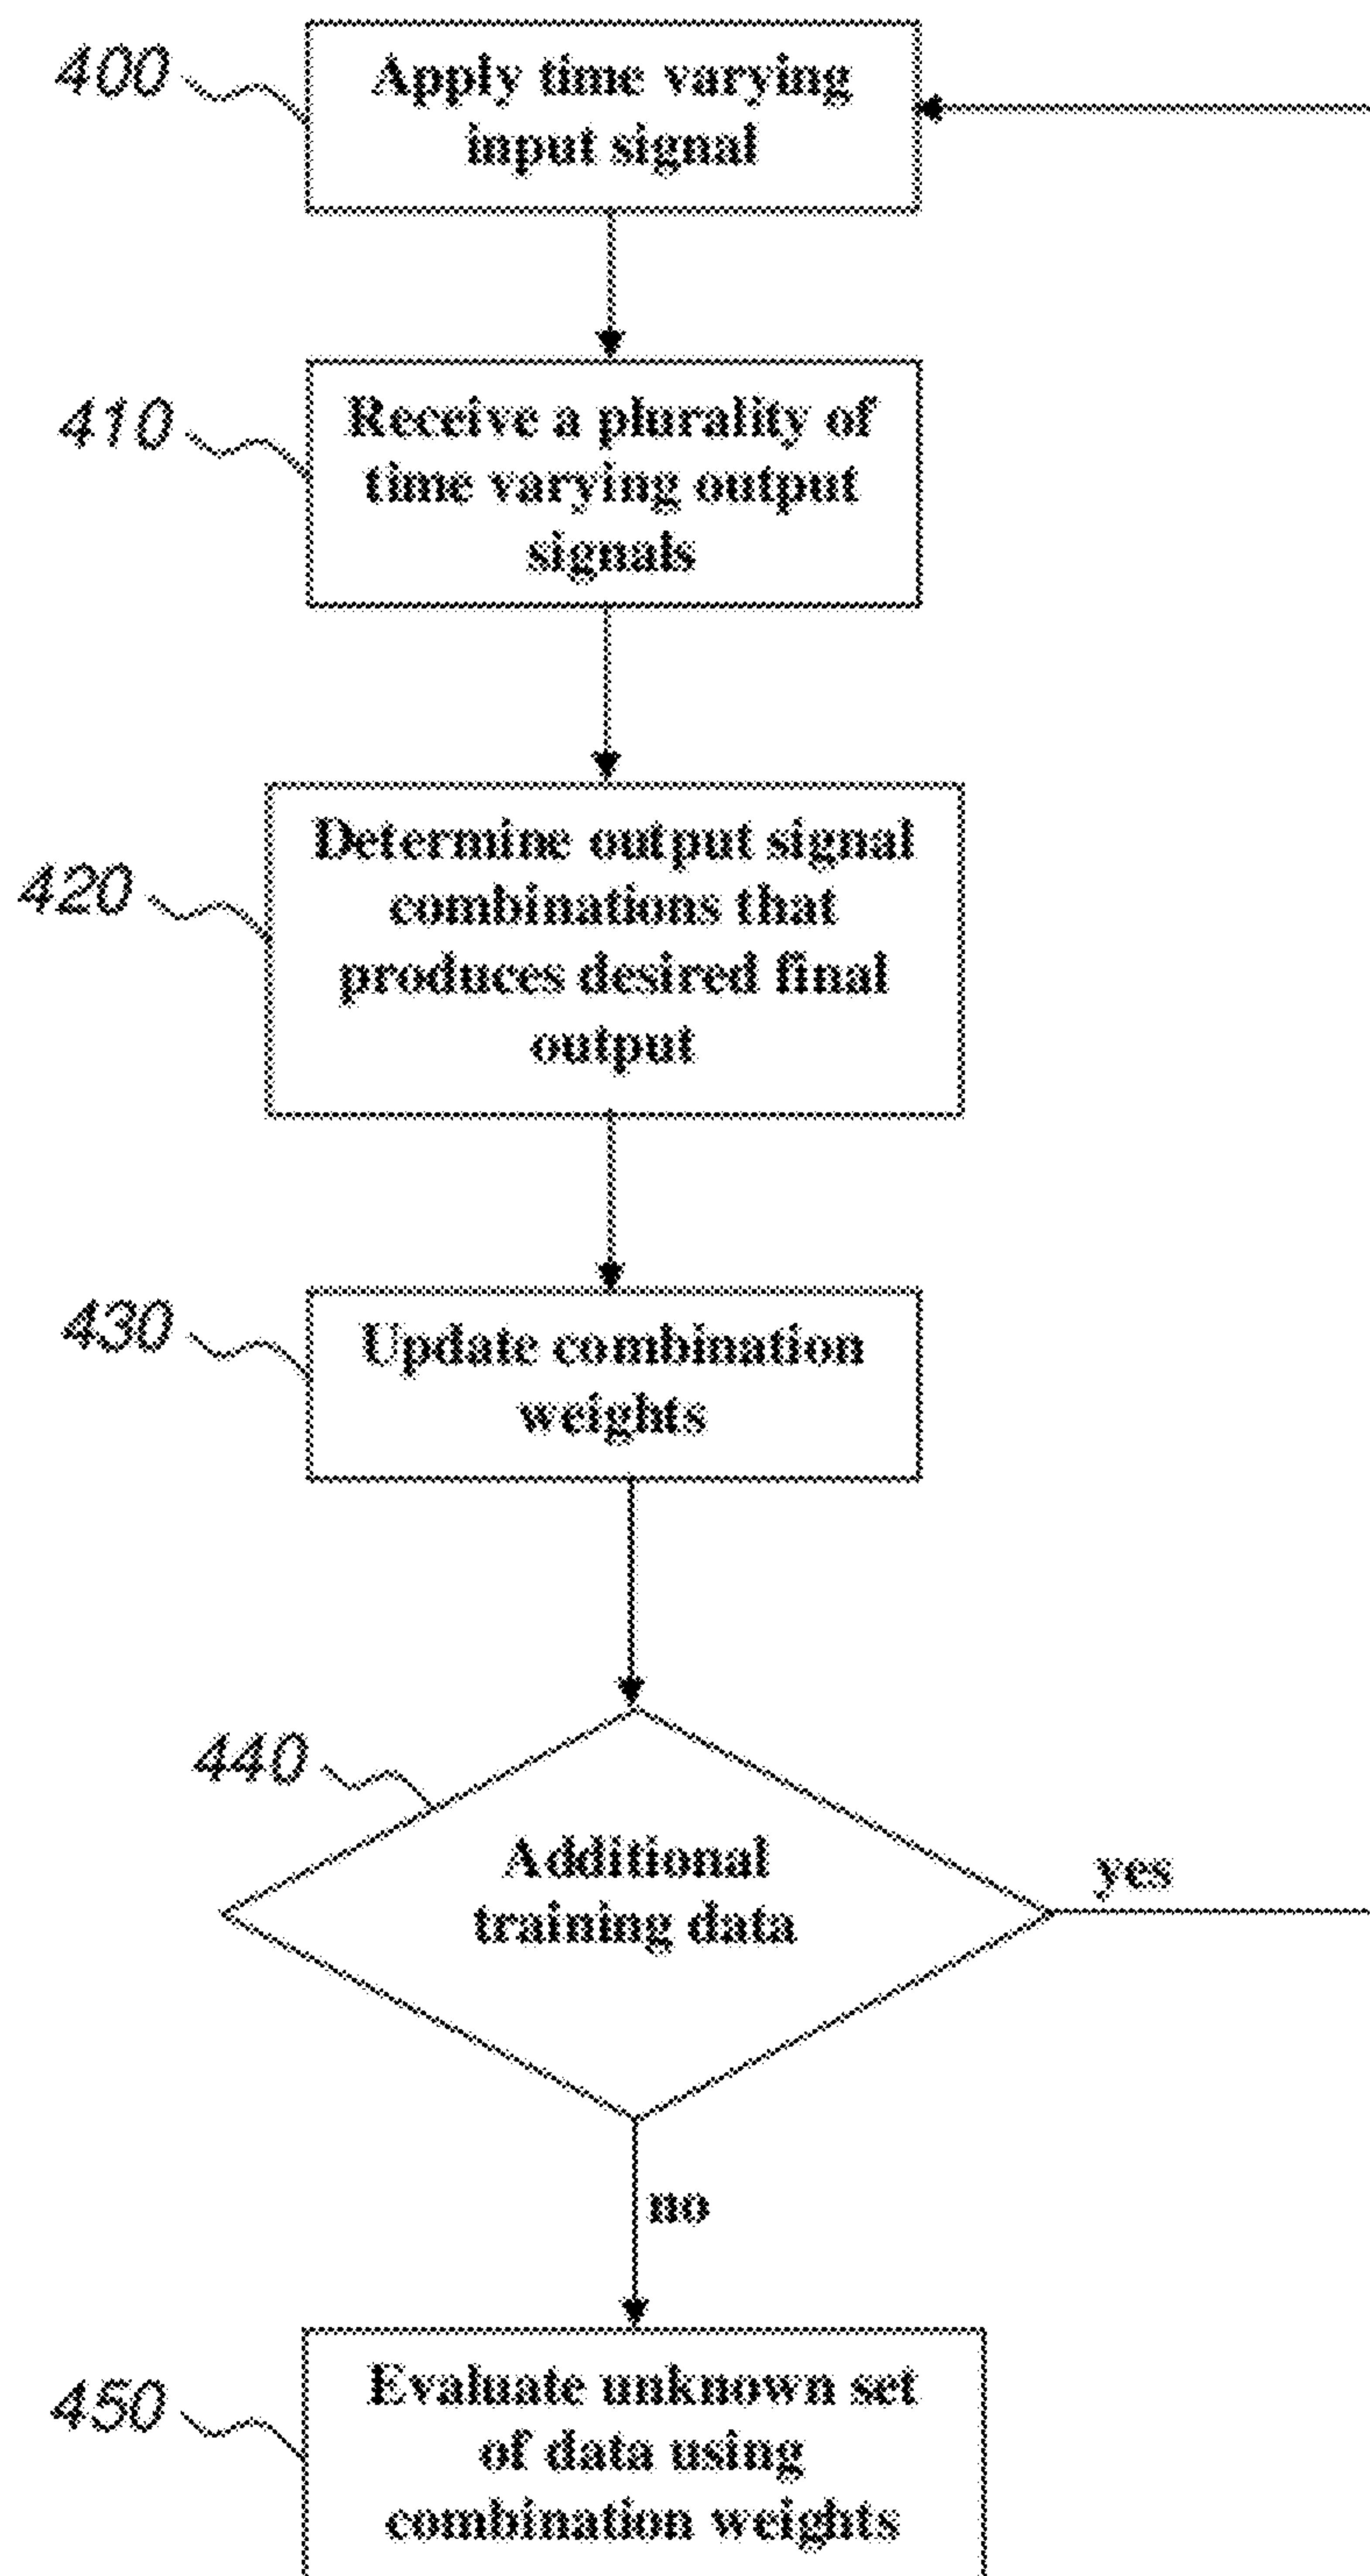 400
Apply time varying
input signal
410
Receive a plurality of
time varying output
signals
420
Determine output signal
combinations that
produces desired final
output
430
Update combination
weights
440
Additional
training data
yes
no
450
Evaluate unknown set
of data using
combination weights